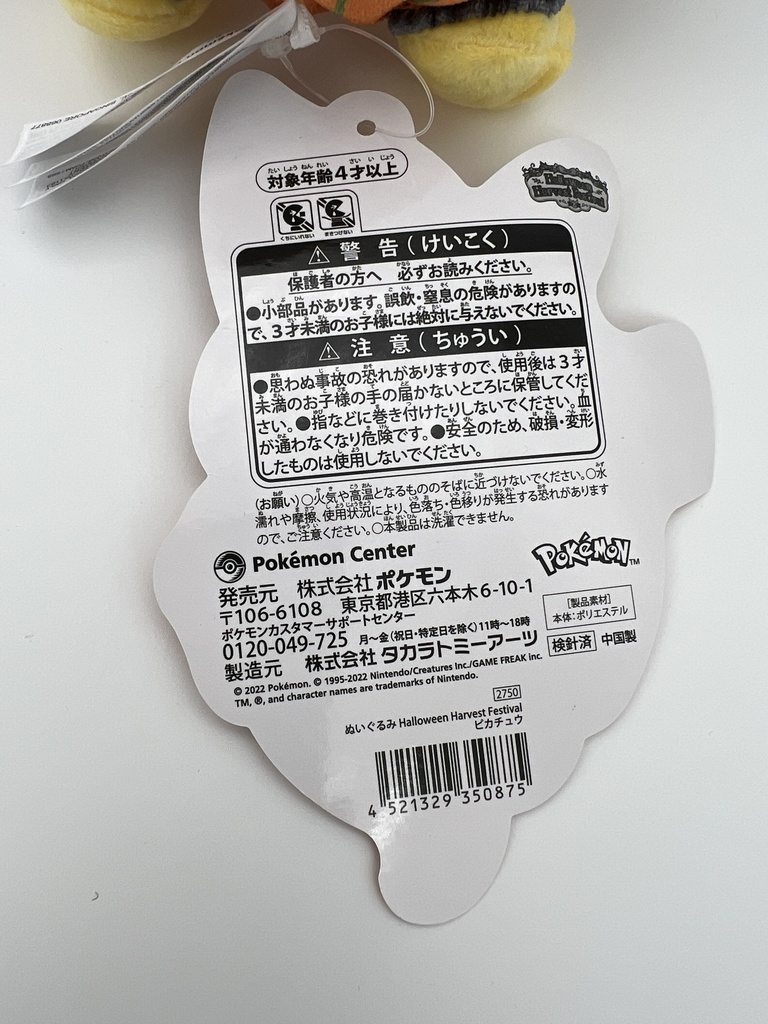 SINGAPORE 068877
対象年齢4才以上
Halloween
Harvest Festival
くちにいれない
まきつけない
警告(けいこく)
保護者の方へ 必ずお読みください。
●小部品があります。誤飲・窒息の危険がありますの
で、3才未満のお子様には絶対に与えないでください。
注意(ちゅうい)
●思わぬ事故の恐れがありますので、使用後は3才
未満のお子様の手の届かないところに保管してくだ
さい。●指などに巻き付けたりしないでください。血
が通わなくなり危険です。●安全のため、破損・変形
したものは使用しないでください。
(お願い)○火気や高温となるもののそばに近づけないでください。○水
濡れや摩擦、使用状況により、色落ち・色移りが発生する恐れがあります
ので、ご注意ください。○本製品は洗濯できません。
Pokémon Center
POKéMON TM
発売元 株式会社ポケモン
〒106-6108 東京都港区六本木6-10-1
ポケモンカスタマーサポートセンター
0120-049-725 月～金(祝日・特定日を除く)11時～18時
製造元 株式会社タカラトミーアーツ
[製品素材]
本体:ポリエステル
検針済 中国製
© 2022 Pokémon. © 1995-2022 Nintendo/Creatures Inc./GAME FREAK inc.
TM, ®, and character names are trademarks of Nintendo.
2750
ぬいぐるみ Halloween Harvest Festival
ピカチュウ
4 521329 350875